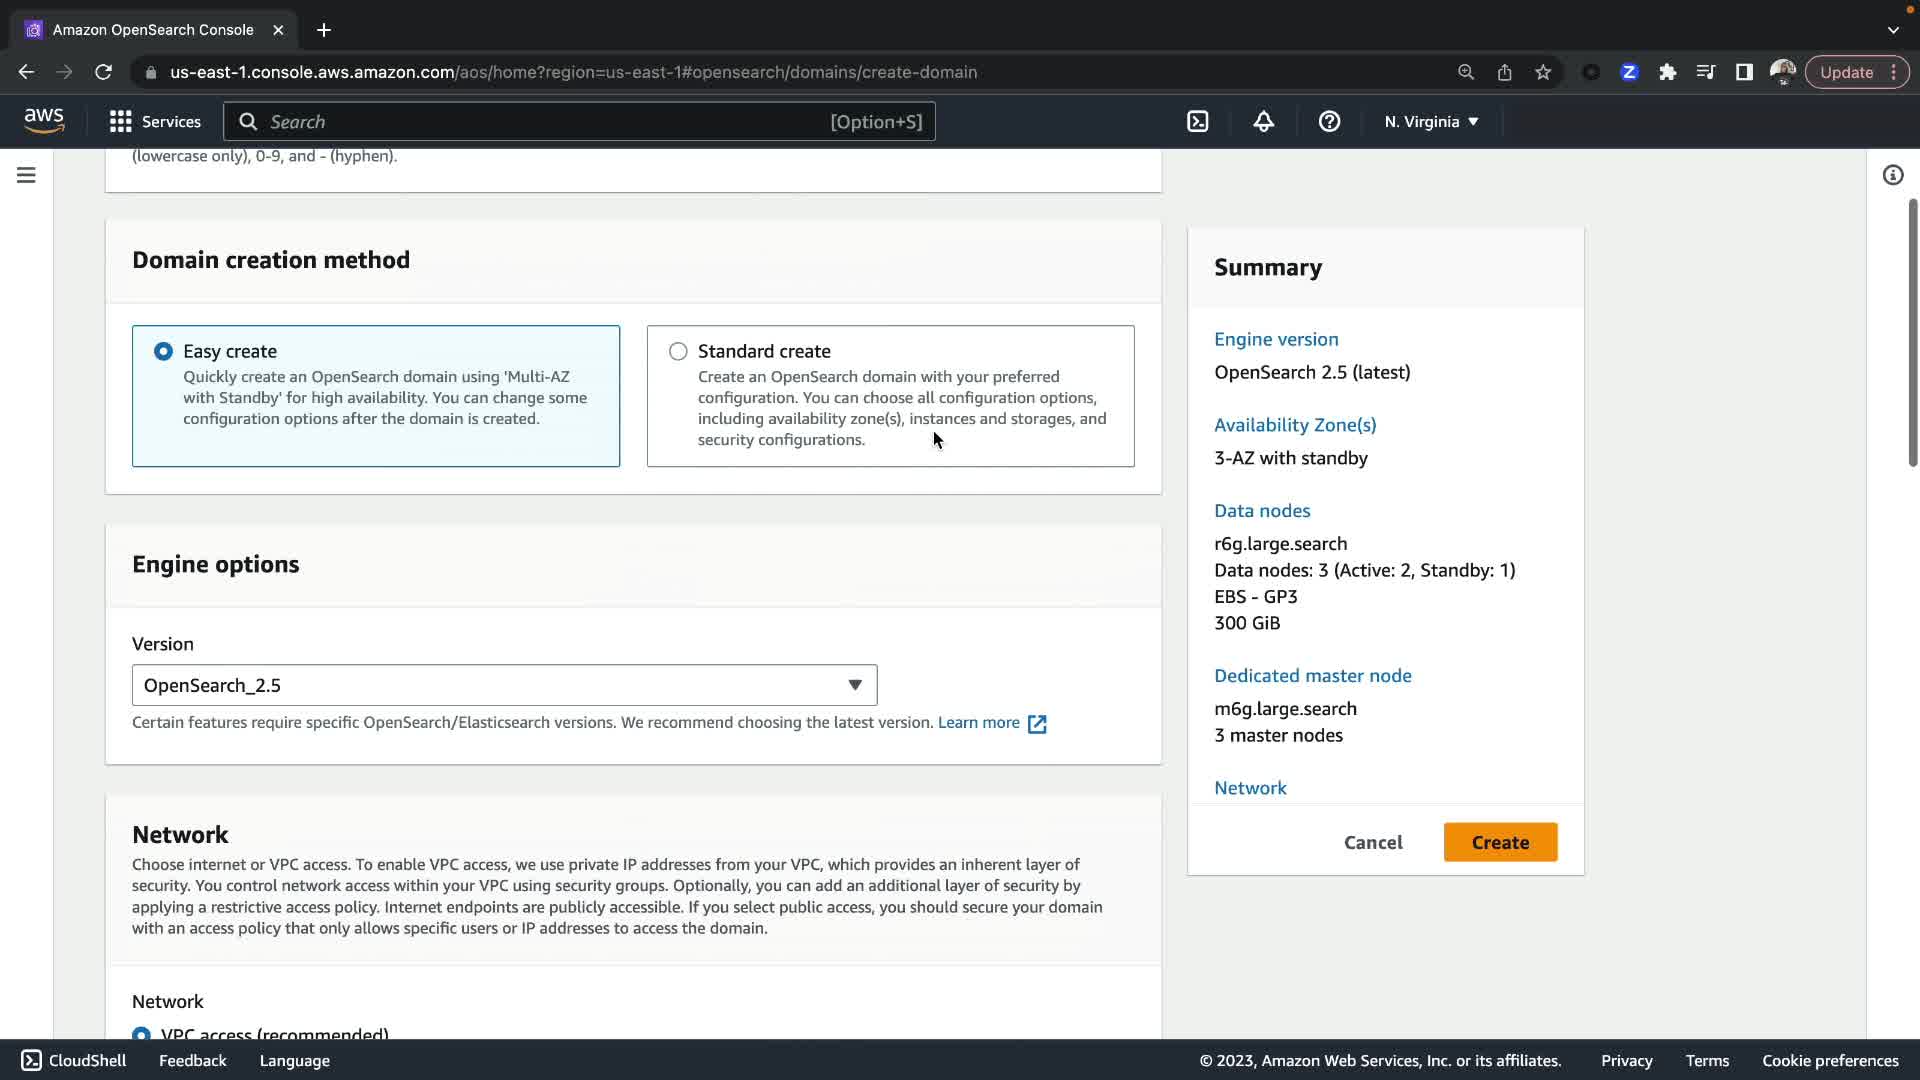 Amazon OpenSearch Console
us-east-1.console.aws.amazon.com/aos/home?region=us-east-1#opensearch/domains/create-domain
Z
Update
aws
Services
Search
[Option+S]
N. Virginia
(lowercase only), 0-9, and - (hyphen).
Domain creation method
Easy create
Quickly create an OpenSearch domain using 'Multi-AZ
with Standby' for high availability. You can change some
configuration options after the domain is created.
Standard create
Create an OpenSearch domain with your preferred
configuration. You can choose all configuration options,
including availability zone(s), instances and storages, and
security configurations.
Engine options
Version
OpenSearch_2.5
Certain features require specific OpenSearch/Elasticsearch versions. We recommend choosing the latest version. Learn more
Network
Choose internet or VPC access. To enable VPC access, we use private IP addresses from your VPC, which provides an inherent layer of
security. You control network access within your VPC using security groups. Optionally, you can add an additional layer of security by
applying a restrictive access policy. Internet endpoints are publicly accessible. If you select public access, you should secure your domain
with an access policy that only allows specific users or IP addresses to access the domain.
Network
VPC access (recommended)
Summary
Engine version
OpenSearch 2.5 (latest)
Availability Zone(s)
3-AZ with standby
Data nodes
r6g.large.search
Data nodes: 3 (Active: 2, Standby: 1)
EBS - GP3
300 GiB
Dedicated master node
m6g.large.search
3 master nodes
Network
Cancel
Create
CloudShell
Feedback
Language
© 2023, Amazon Web Services, Inc. or its affiliates.
Privacy
Terms
Cookie preferences